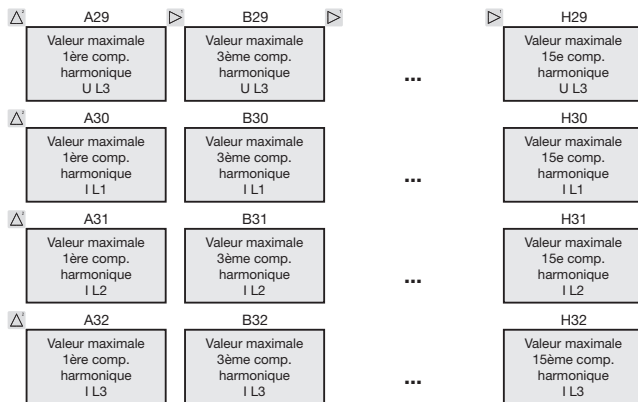 A29 B29 H29
Valeur maximale
1ère comp.
harmonique
U L3
Valeur maximale
3ème comp.
harmonique
U L3
...
Valeur maximale
15e comp.
harmonique
U L3
A30 B30 H30
Valeur maximale
1ère comp.
harmonique
I L1
Valeur maximale
3ème comp.
harmonique
I L1
...
Valeur maximale
15e comp.
harmonique
I L1
A31 B31 H31
Valeur maximale
1ère comp.
harmonique
I L2
Valeur maximale
3ème comp.
harmonique
I L2
...
Valeur maximale
15e comp.
harmonique
I L2
A32 B32 H32
Valeur maximale
1ère comp.
harmonique
I L3
Valeur maximale
3ème comp.
harmonique
I L3
...
Valeur maximale
15ème comp.
harmonique
I L3